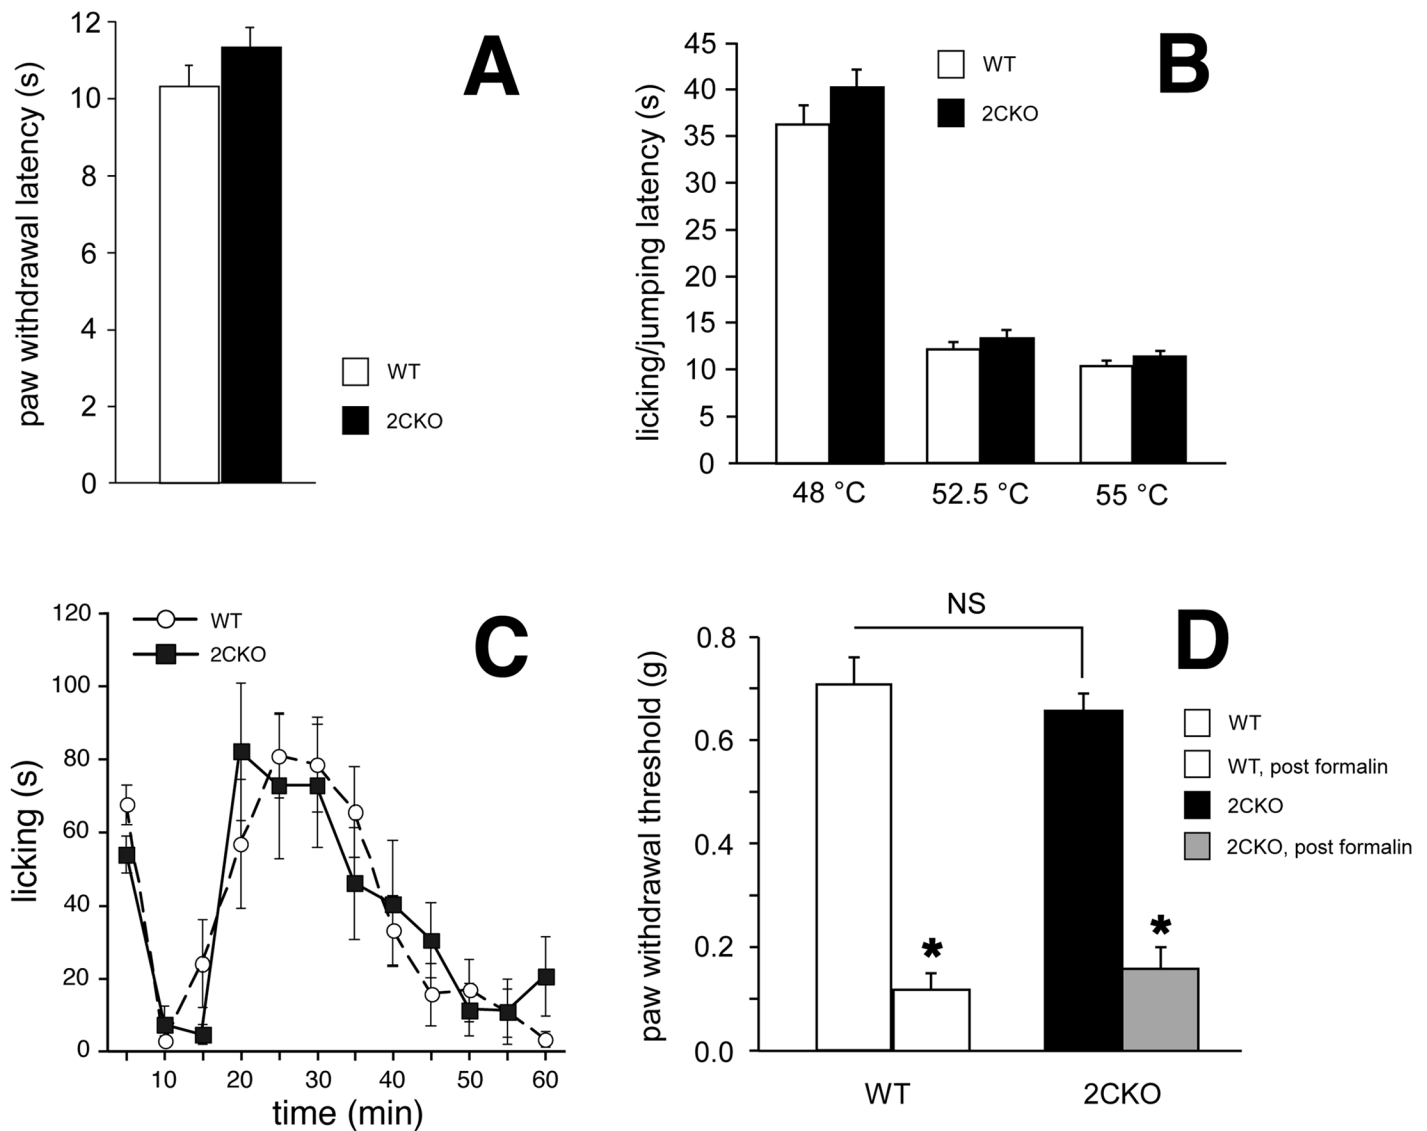 A
paw withdrawal latency (s)
12
10
8
6
4
2
0
WT
2CKO
B
licking/jumping latency (s)
45
40
35
30
25
20
15
10
5
0
WT
2CKO
48 °C
52.5 °C
55 °C
C
licking (s)
120
100
80
60
40
20
0
WT
2CKO
10
20
30
40
50
60
time (min)
D
NS
paw withdrawal threshold (g)
0.8
0.6
0.4
0.2
0.0
*
*
WT
WT, post formalin
2CKO
2CKO, post formalin
WT
2CKO